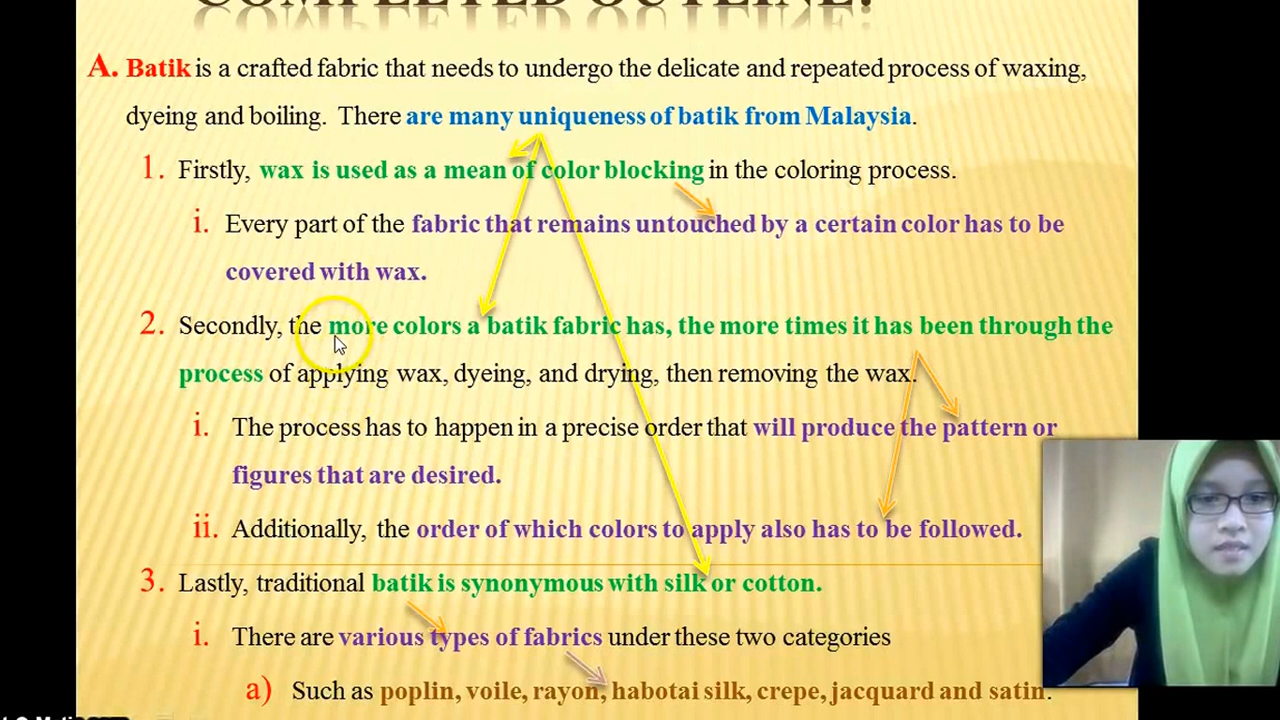 COMPLETED OUTLINE:
A. Batik is a crafted fabric that needs to undergo the delicate and repeated process of waxing,
dyeing and boiling. There are many uniqueness of batik from Malaysia.
1. Firstly, wax is used as a mean of color blocking in the coloring process.
i. Every part of the fabric that remains untouched by a certain color has to be
covered with wax.
2. Secondly, the more colors a batik fabric has, the more times it has been through the
process of applying wax, dyeing, and drying, then removing the wax.
i. The process has to happen in a precise order that will produce the pattern or
figures that are desired.
ii. Additionally, the order of which colors to apply also has to be followed.
3. Lastly, traditional batik is synonymous with silk or cotton.
i. There are various types of fabrics under these two categories
a) Such as poplin, voile, rayon, habotai silk, crepe, jacquard and satin.